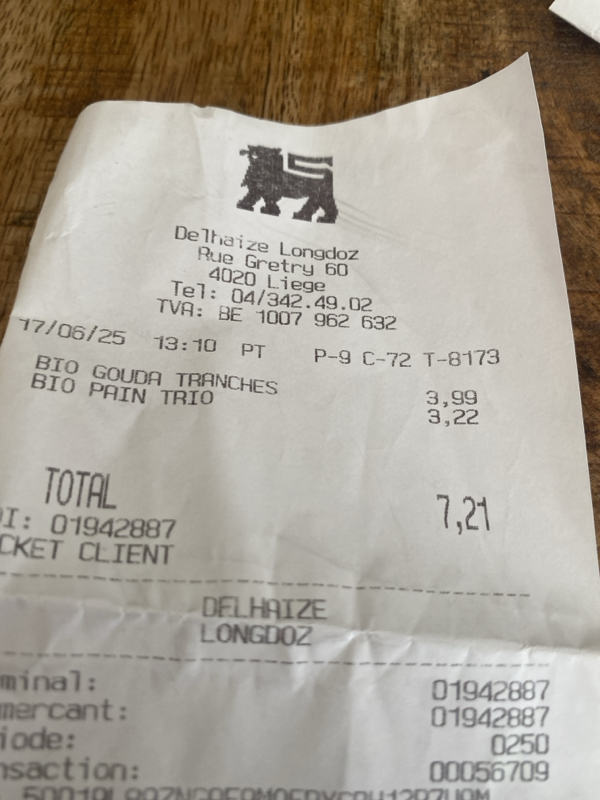 Delhaize Longdoz
Rue Gretry 60
4020 Liege
Tel: 04/342.49.02
TVA: BE 1007 962 632
17/06/25 13:10 PT P-9 C-72 T-8173
BIO GOUDA TRANCHES 3,99
BIO PAIN TRIO 3,22
TOTAL 7,21
I: 01942887
CKET CLIENT
DELHAIZE
LONGDOZ
minal: 01942887
mercant: 01942887
iode: 0250
nsaction: 00056709